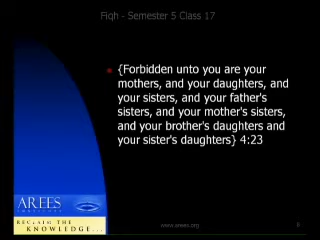 Fiqh - Semester 5 Class 17
{Forbidden unto you are your
mothers, and your daughters, and
your sisters, and your father's
sisters, and your mother's sisters,
and your brother's daughters and
your sister's daughters} 4:23
AREES
RECLAIM THE
KNOWLEDGE
www.arees.org